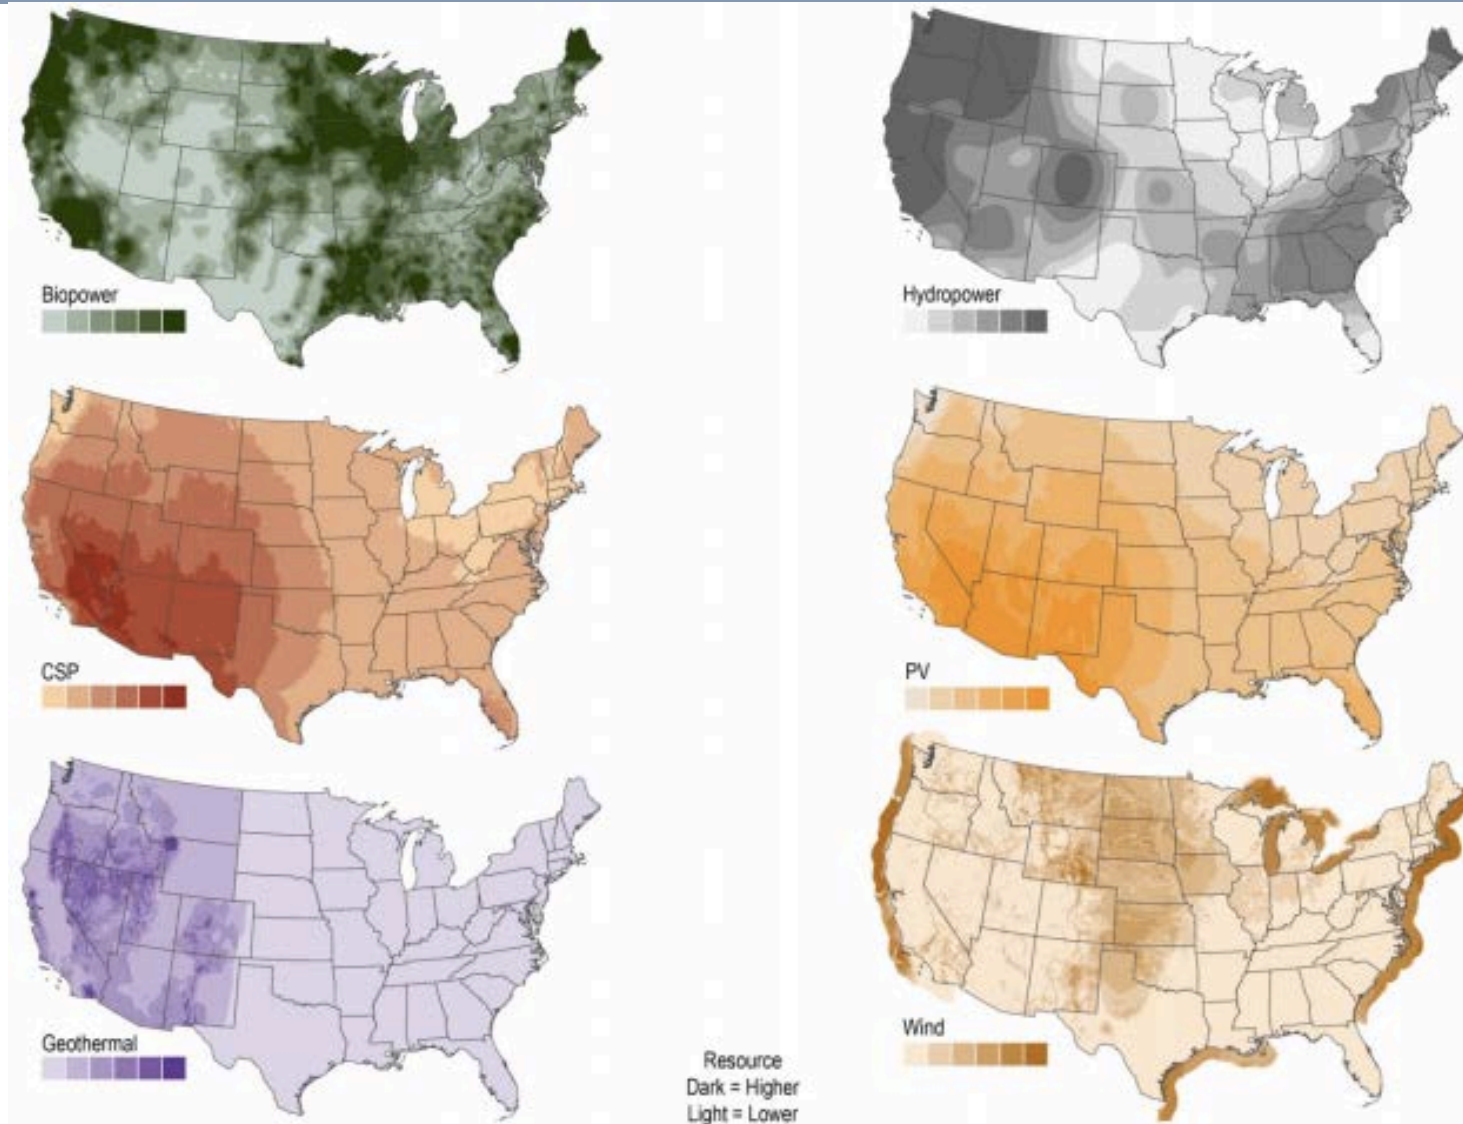 Biopower
Hydropower
CSP
PV
Geothermal
Wind
Resource
Dark = Higher
Light = Lower